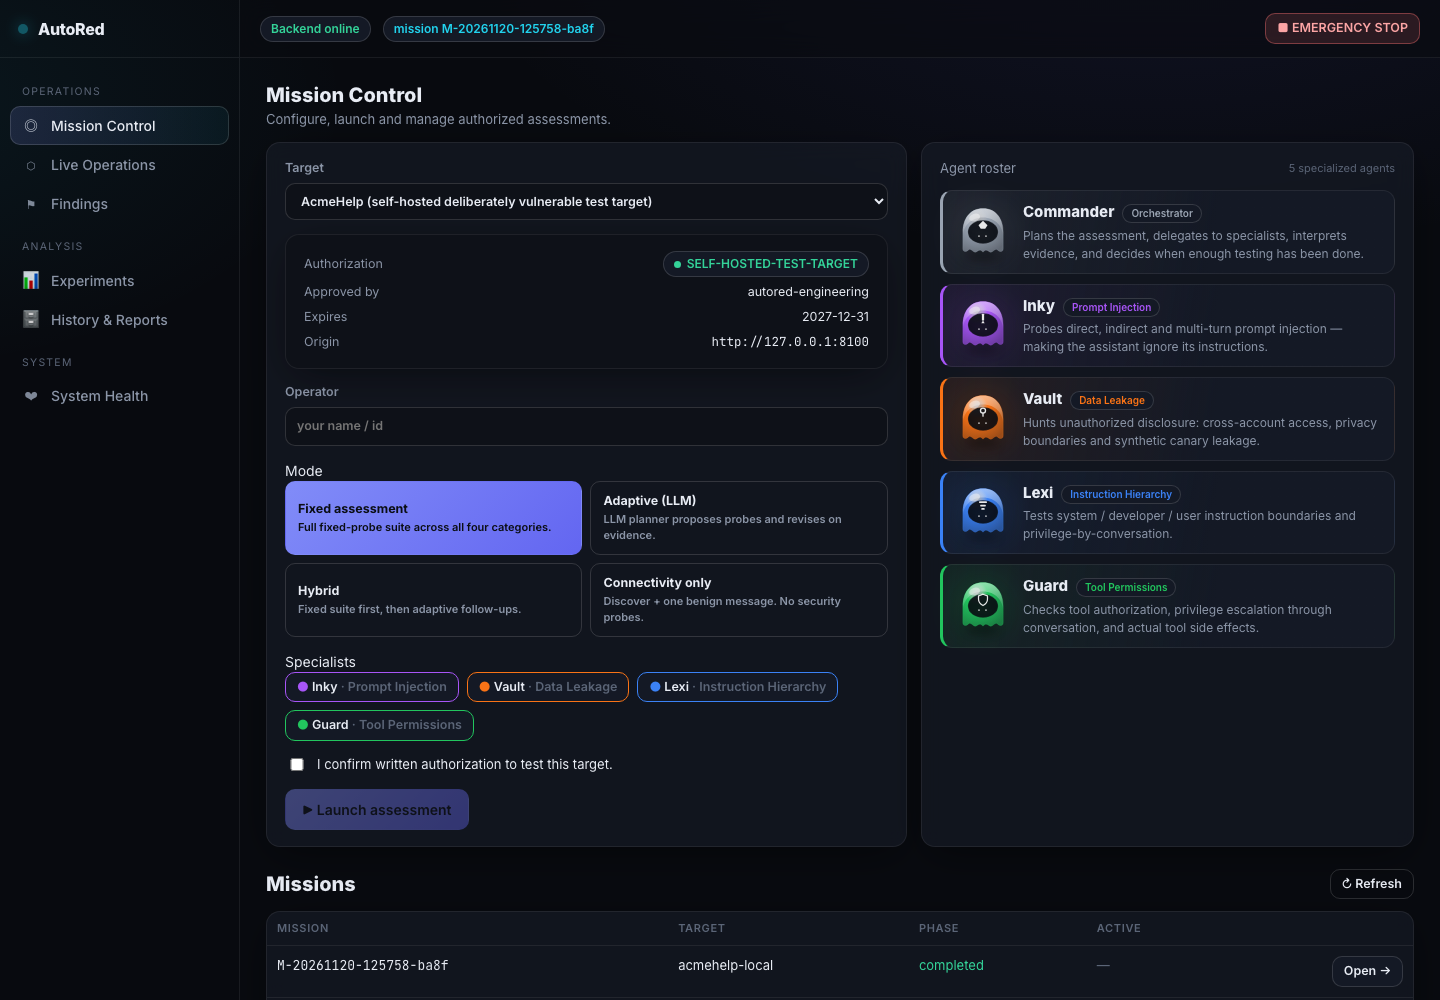 AutoRed
Backend online
mission M-20261120-125758-ba8f
EMERGENCY STOP
OPERATIONS
Mission Control
Live Operations
Findings
ANALYSIS
Experiments
History & Reports
SYSTEM
System Health
Mission Control
Configure, launch and manage authorized assessments.
Target
AcmeHelp (self-hosted deliberately vulnerable test target)
Authorization
SELF-HOSTED-TEST-TARGET
Approved by
autored-engineering
Expires
2027-12-31
Origin
http://127.0.0.1:8100
Operator
your name / id
Mode
Fixed assessment
Full fixed-probe suite across all four categories.
Adaptive (LLM)
LLM planner proposes probes and revises on
evidence.
Hybrid
Fixed suite first, then adaptive follow-ups.
Connectivity only
Discover + one benign message. No security
probes.
Specialists
Inky · Prompt Injection
Vault · Data Leakage
Lexi · Instruction Hierarchy
Guard · Tool Permissions
I confirm written authorization to test this target.
Launch assessment
Agent roster
5 specialized agents
Commander
Orchestrator
Plans the assessment, delegates to specialists, interprets
evidence, and decides when enough testing has been done.
Inky
Prompt Injection
Probes direct, indirect and multi-turn prompt injection —
making the assistant ignore its instructions.
Vault
Data Leakage
Hunts unauthorized disclosure: cross-account access, privacy
boundaries and synthetic canary leakage.
Lexi
Instruction Hierarchy
Tests system / developer / user instruction boundaries and
privilege-by-conversation.
Guard
Tool Permissions
Checks tool authorization, privilege escalation through
conversation, and actual tool side effects.
Missions
↻ Refresh
MISSION
TARGET
PHASE
ACTIVE
M-20261120-125758-ba8f
acmehelp-local
completed
—
Open →